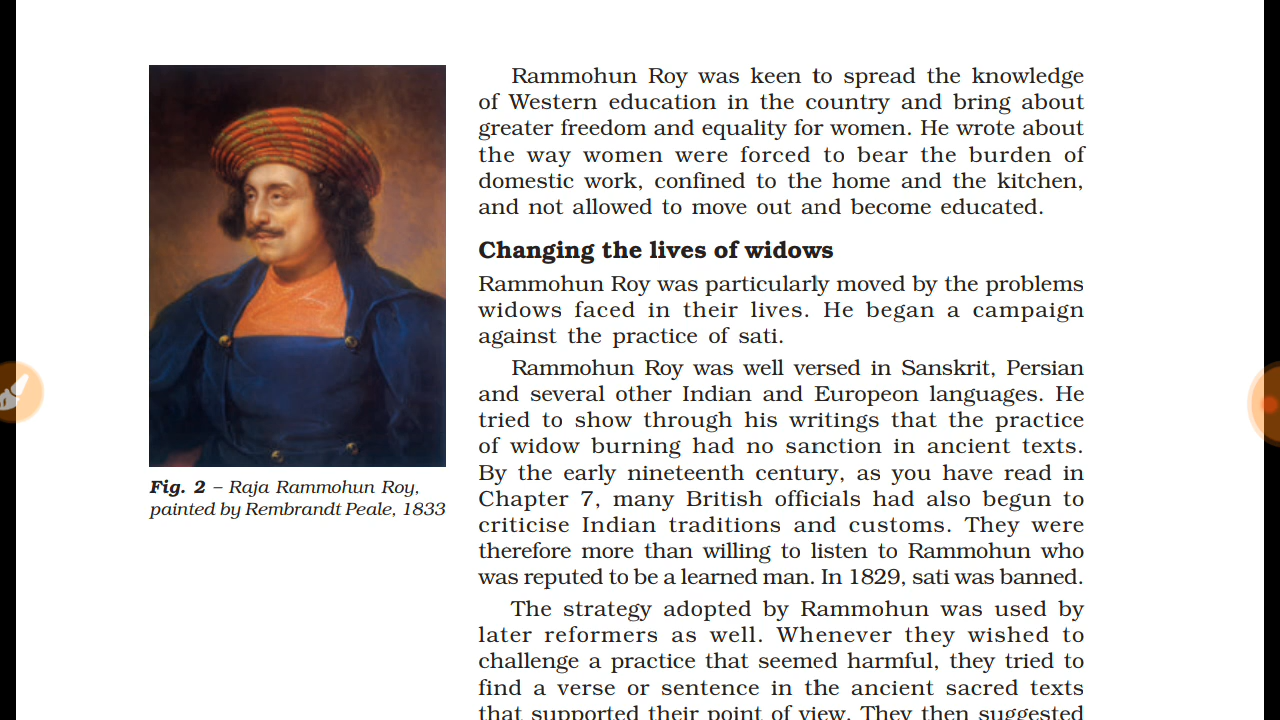 Rammohun Roy was keen to spread the knowledge
of Western education in the country and bring about
greater freedom and equality for women. He wrote about
the way women were forced to bear the burden of
domestic work, confined to the home and the kitchen,
and not allowed to move out and become educated.
Changing the lives of widows
Rammohun Roy was particularly moved by the problems
widows faced in their lives. He began a campaign
against the practice of sati.
Rammohun Roy was well versed in Sanskrit, Persian
and several other Indian and Europeon languages. He
tried to show through his writings that the practice
of widow burning had no sanction in ancient texts.
By the early nineteenth century, as you have read in
Chapter 7, many British officials had also begun to
criticise Indian traditions and customs. They were
therefore more than willing to listen to Rammohun who
was reputed to be a learned man. In 1829, sati was banned.
The strategy adopted by Rammohun was used by
later reformers as well. Whenever they wished to
challenge a practice that seemed harmful, they tried to
find a verse or sentence in the ancient sacred texts
that supported their point of view. They then suggested
Fig. 2 – Raja Rammohun Roy,
painted by Rembrandt Peale, 1833